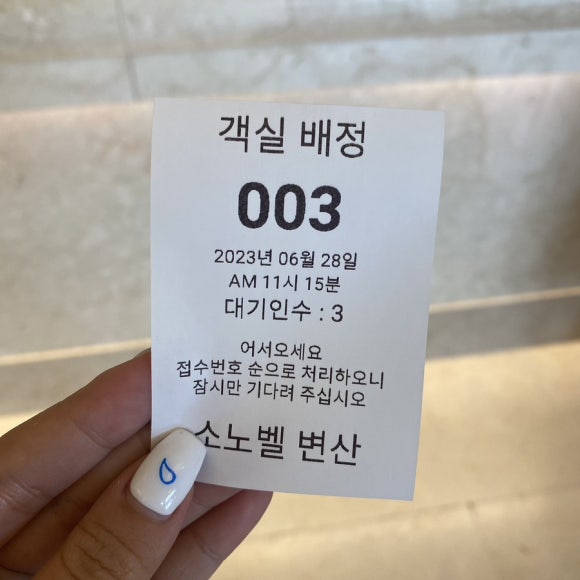 객실 배정
003
2023년 06월 28일
AM 11시 15분
대기인수 : 3
어서오세요
접수번호 순으로 처리하오니
잠시만 기다려 주십시오
소노벨 변산